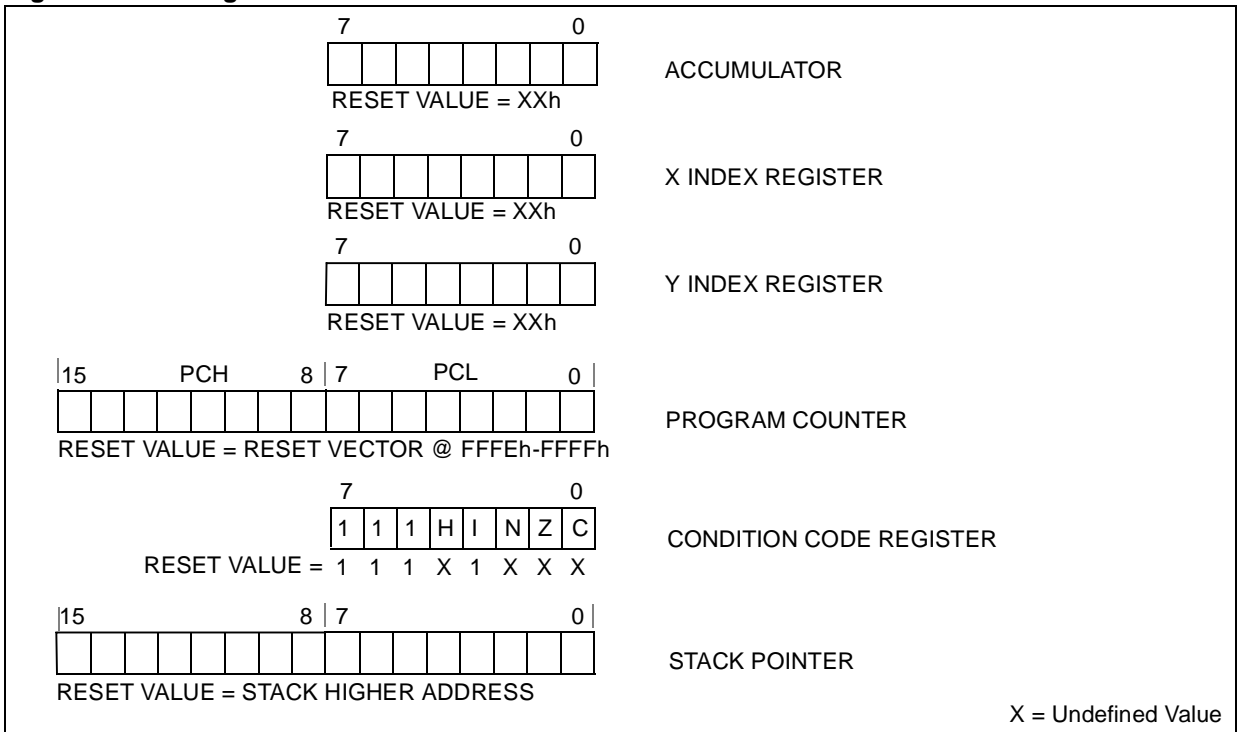 7 0
ACCUMULATOR
RESET VALUE = XXh
7 0
X INDEX REGISTER
RESET VALUE = XXh
7 0
Y INDEX REGISTER
RESET VALUE = XXh
15 PCH 8 7 PCL 0
PROGRAM COUNTER
RESET VALUE = RESET VECTOR @ FFFEh-FFFFh
7 0
1 1 1 H I N Z C
CONDITION CODE REGISTER
RESET VALUE = 1 1 1 X 1 X X X
15 8 7 0
STACK POINTER
RESET VALUE = STACK HIGHER ADDRESS
X = Undefined Value